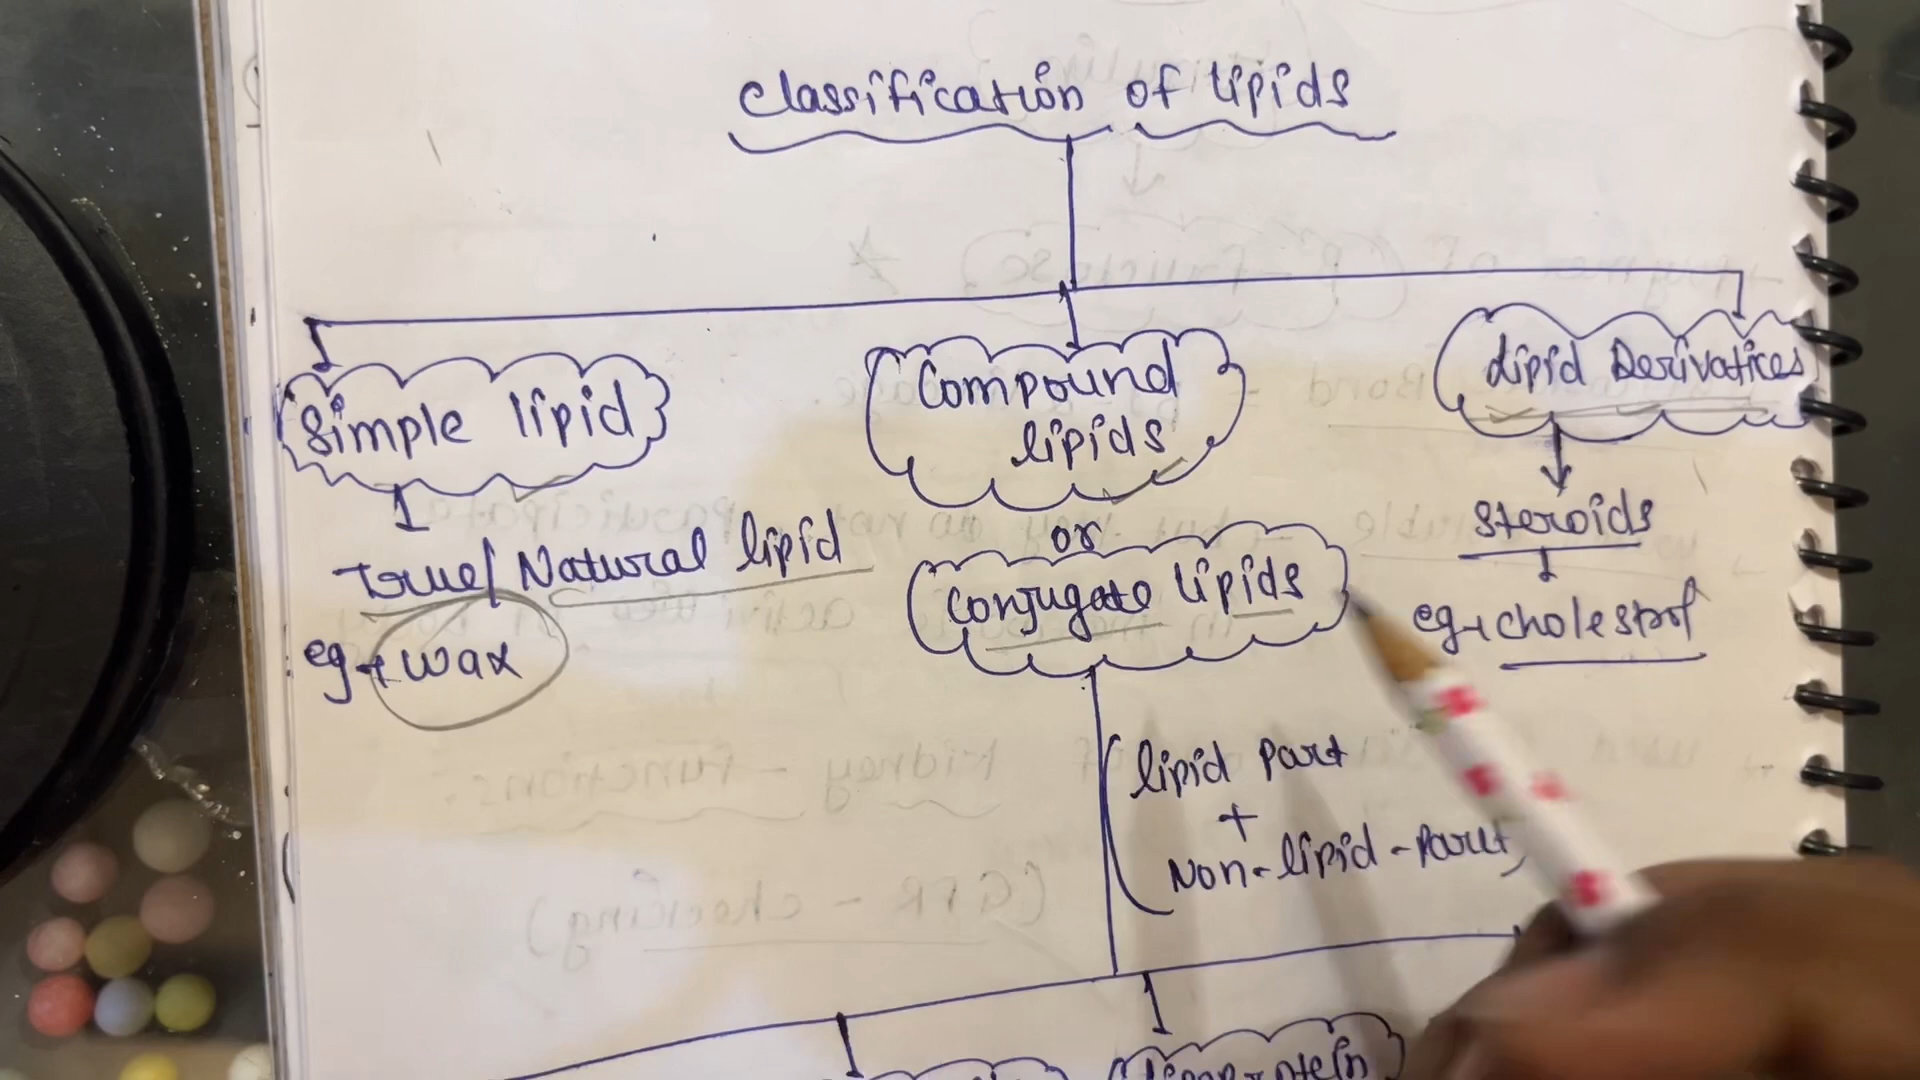 Classification of lipids
Simple lipid
True/ Natural lipid
eg → wax
Compound
lipids
or
Conjugate lipids
(lipid part
+
Non-lipid-part)
Lipid Derivatices
steroids
eg → cholestrol